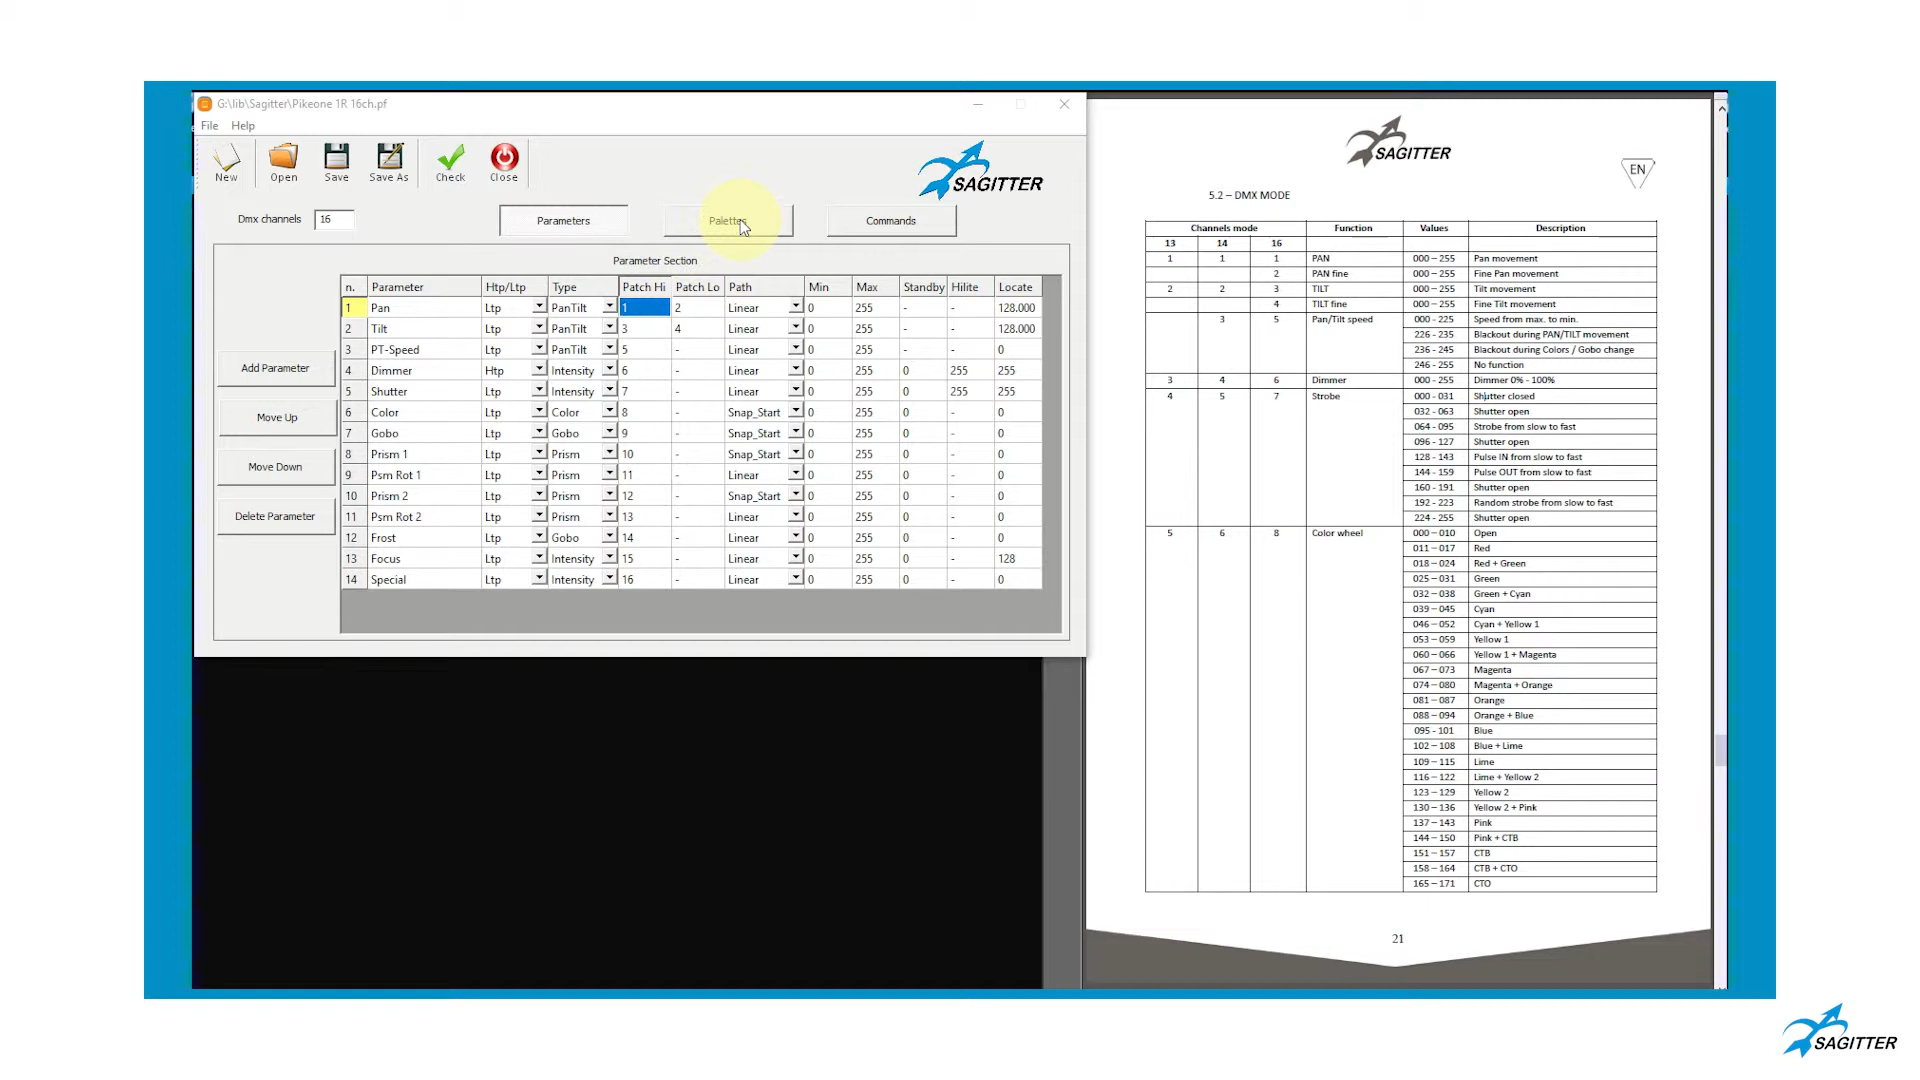 G:\lib\Sagitter\Pikeone 1R 16ch.pf
File Help
New Open Save Save As Check Close
SAGITTER
Dmx channels 16 Parameters Palettes Commands
Parameter Section
n. Parameter Htp/Ltp Type Patch Hi Patch Lo Path Min Max Standby Hilite Locate
1 Pan Ltp PanTilt 1 2 Linear 0 255 - - 128.000
2 Tilt Ltp PanTilt 3 4 Linear 0 255 - - 128.000
3 PT-Speed Ltp PanTilt 5 - Linear 0 255 - - 0
4 Dimmer Htp Intensity 6 - Linear 0 255 0 255 255
5 Shutter Ltp Intensity 7 - Linear 0 255 0 255 255
6 Color Ltp Color 8 - Snap_Start 0 255 0 - 0
7 Gobo Ltp Gobo 9 - Snap_Start 0 255 0 - 0
8 Prism 1 Ltp Prism 10 - Snap_Start 0 255 0 - 0
9 Psm Rot 1 Ltp Prism 11 - Linear 0 255 0 - 0
10 Prism 2 Ltp Prism 12 - Snap_Start 0 255 0 - 0
11 Psm Rot 2 Ltp Prism 13 - Linear 0 255 0 - 0
12 Frost Ltp Gobo 14 - Linear 0 255 0 - 0
13 Focus Ltp Intensity 15 - Linear 0 255 0 - 128
14 Special Ltp Intensity 16 - Linear 0 255 0 - 0
Add Parameter
Move Up
Move Down
Delete Parameter
SAGITTER
EN
5.2 – DMX MODE
Channels mode Function Values Description
13 14 16
1 1 1 PAN 000 – 255 Pan movement
2 PAN fine 000 – 255 Fine Pan movement
2 2 3 TILT 000 – 255 Tilt movement
4 TILT fine 000 – 255 Fine Tilt movement
3 5 Pan/Tilt speed 000 - 225 Speed from max. to min.
226 - 235 Blackout during PAN/TILT movement
236 - 245 Blackout during Colors / Gobo change
246 - 255 No function
3 4 6 Dimmer 000 - 255 Dimmer 0% - 100%
4 5 7 Strobe 000 - 031 Shutter closed
032 - 063 Shutter open
064 - 095 Strobe from slow to fast
096 - 127 Shutter open
128 - 143 Pulse IN from slow to fast
144 - 159 Pulse OUT from slow to fast
160 - 191 Shutter open
192 - 223 Random strobe from slow to fast
224 - 255 Shutter open
5 6 8 Color wheel 000 – 010 Open
011 – 017 Red
018 – 024 Red + Green
025 – 031 Green
032 – 038 Green + Cyan
039 – 045 Cyan
046 – 052 Cyan + Yellow 1
053 – 059 Yellow 1
060 – 066 Yellow 1 + Magenta
067 – 073 Magenta
074 – 080 Magenta + Orange
081 – 087 Orange
088 – 094 Orange + Blue
095 - 101 Blue
102 – 108 Blue + Lime
109 – 115 Lime
116 – 122 Lime + Yellow 2
123 – 129 Yellow 2
130 – 136 Yellow 2 + Pink
137 – 143 Pink
144 – 150 Pink + CTB
151 – 157 CTB
158 – 164 CTB + CTO
165 – 171 CTO
21
SAGITTER